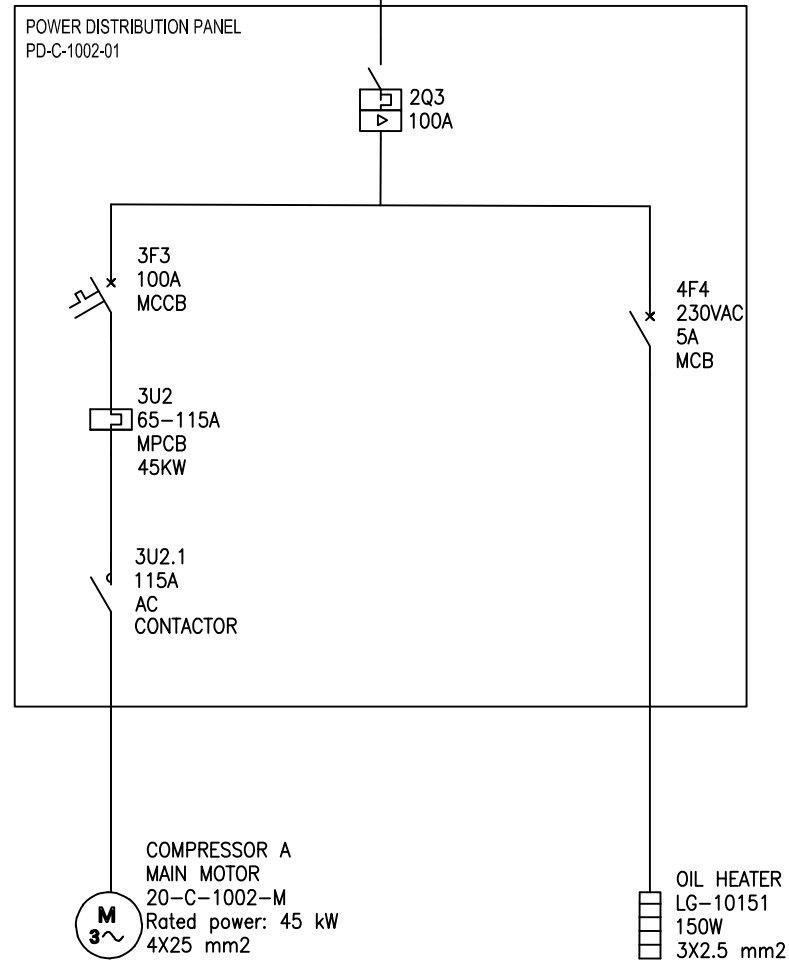 POWER DISTRIBUTION PANEL
PD-C-1002-01
2Q3
100A
3F3
100A
MCCB
4F4
230VAC
5A
MCB
3U2
65-115A
MPCB
45KW
3U2.1
115A
AC
CONTACTOR
COMPRESSOR A
MAIN MOTOR
20-C-1002-M
Rated power: 45 kW
4X25 mm2
M
3~
OIL HEATER
LG-10151
150W
3X2.5 mm2